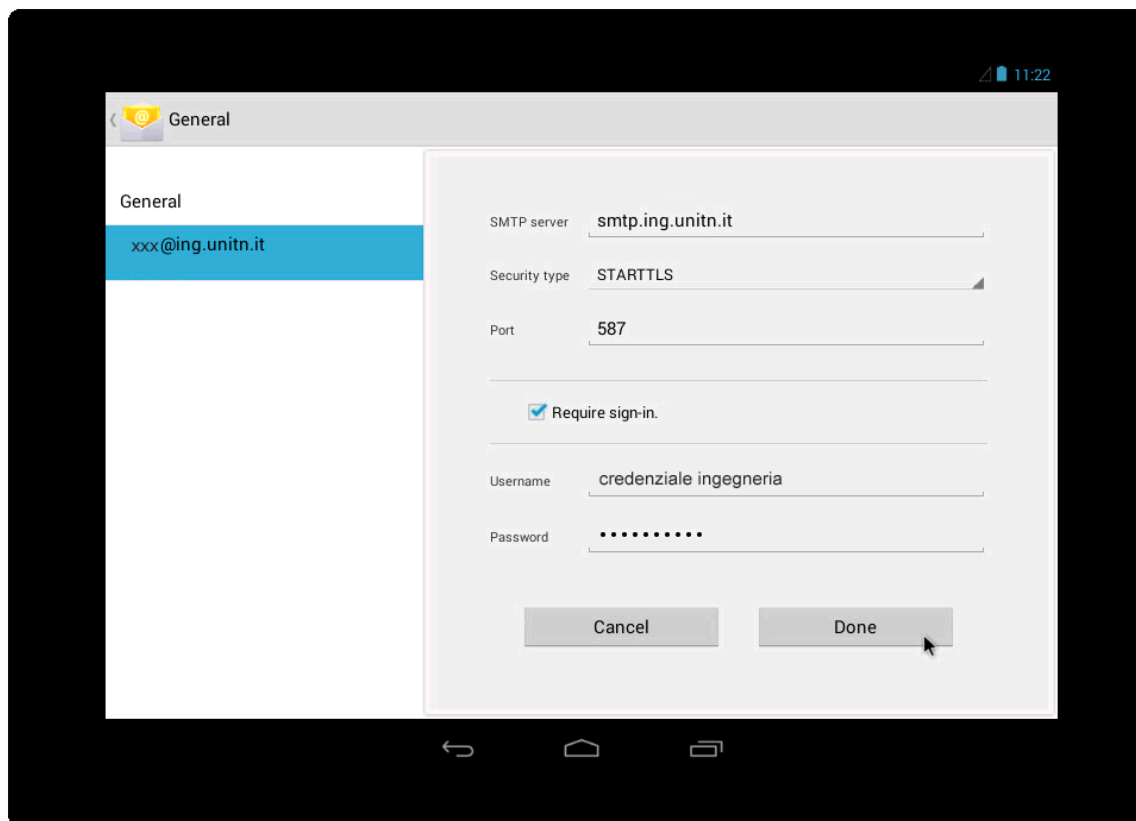 11:22
General
General
xxx@ing.unitn.it
SMTP server smtp.ing.unitn.it
Security type STARTTLS
Port 587
Require sign-in.
Username credenziale ingegneria
Password ••••••••••
Cancel Done